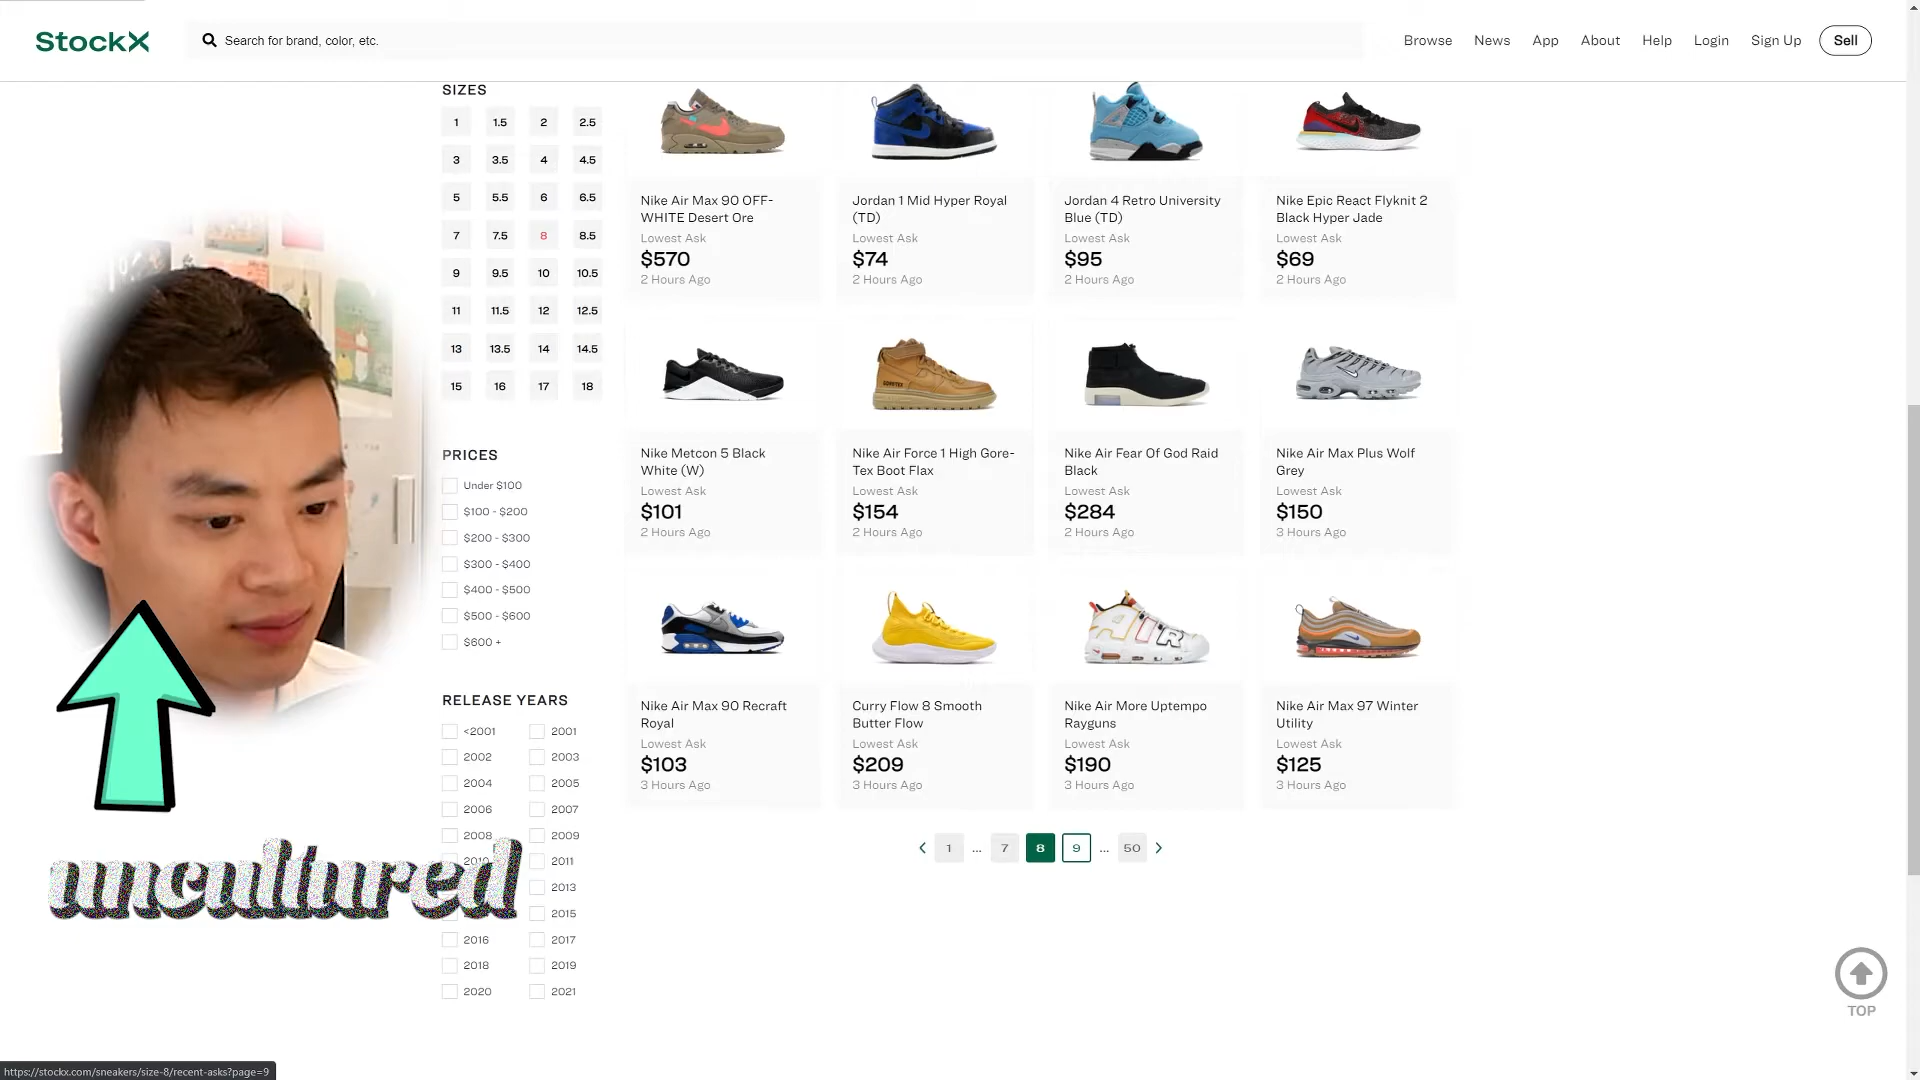 StockX
Search for brand, color, etc.
Browse
News
App
About
Help
Login
Sign Up
Sell
SIZES
1 1.5 2 2.5
3 3.5 4 4.5
5 5.5 6 6.5
7 7.5 8 8.5
9 9.5 10 10.5
11 11.5 12 12.5
13 13.5 14 14.5
15 16 17 18
PRICES
Under $100
$100 - $200
$200 - $300
$300 - $400
$400 - $500
$500 - $600
$600 +
RELEASE YEARS
<2001 2001
2002 2003
2004 2005
2006 2007
2008 2009
2010 2011
2013
2015
2016 2017
2018 2019
2020 2021
uncultured
Nike Air Max 90 OFF-
WHITE Desert Ore
Lowest Ask
$570
2 Hours Ago
Jordan 1 Mid Hyper Royal
(TD)
Lowest Ask
$74
2 Hours Ago
Jordan 4 Retro University
Blue (TD)
Lowest Ask
$95
2 Hours Ago
Nike Epic React Flyknit 2
Black Hyper Jade
Lowest Ask
$69
2 Hours Ago
Nike Metcon 5 Black
White (W)
Lowest Ask
$101
2 Hours Ago
Nike Air Force 1 High Gore-
Tex Boot Flax
Lowest Ask
$154
2 Hours Ago
Nike Air Fear Of God Raid
Black
Lowest Ask
$284
2 Hours Ago
Nike Air Max Plus Wolf
Grey
Lowest Ask
$150
3 Hours Ago
Nike Air Max 90 Recraft
Royal
Lowest Ask
$103
3 Hours Ago
Curry Flow 8 Smooth
Butter Flow
Lowest Ask
$209
3 Hours Ago
Nike Air More Uptempo
Rayguns
Lowest Ask
$190
3 Hours Ago
Nike Air Max 97 Winter
Utility
Lowest Ask
$125
3 Hours Ago
1 ... 7 8 9 ... 50
TOP
https://stockx.com/sneakers/size-8/recent-asks?page=9